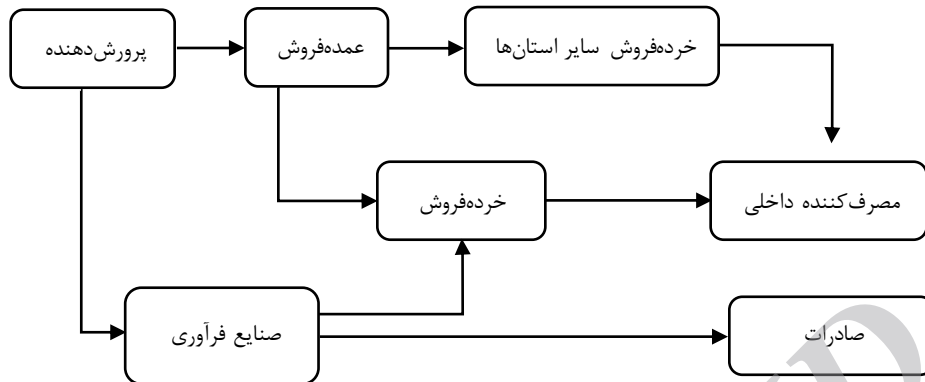 پرورش‌دهنده
عمده‌فروش
خرده‌فروش سایر استان‌ها
خرده‌فروش
مصرف‌کننده داخلی
صنایع فرآوری
صادرات